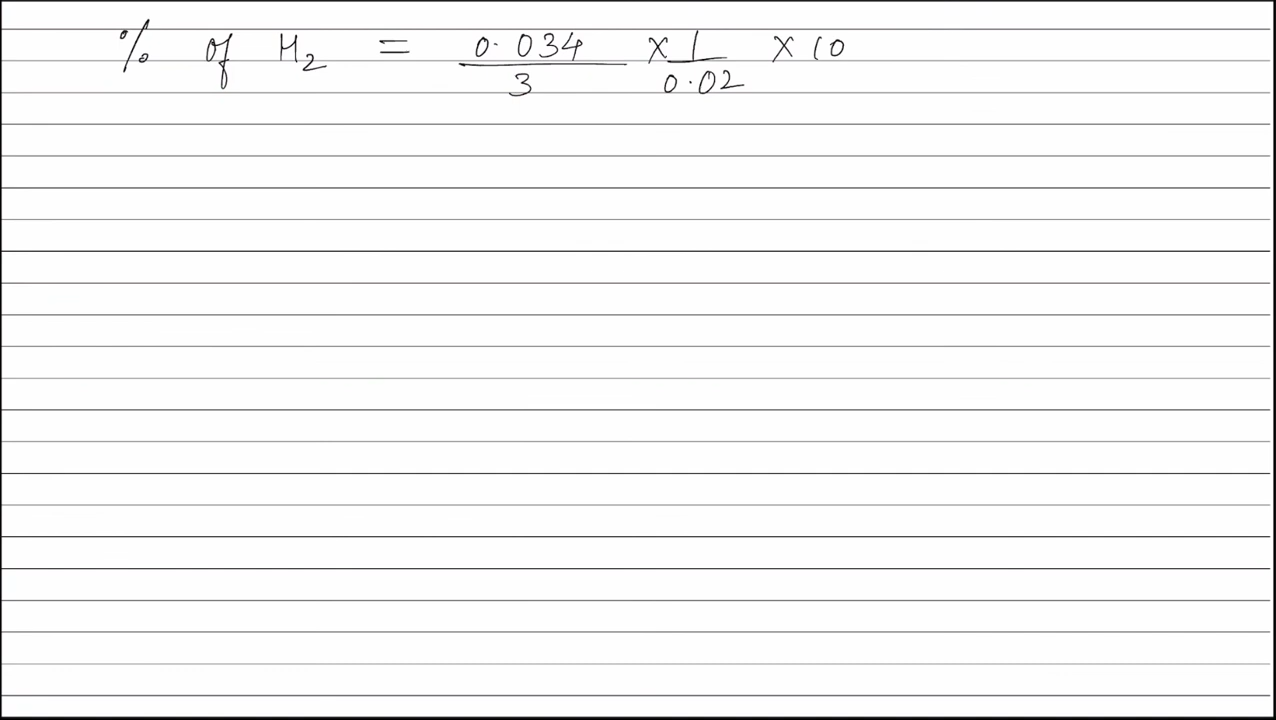 % of H₂ = 0.034/3 × 1/0.02 × 10